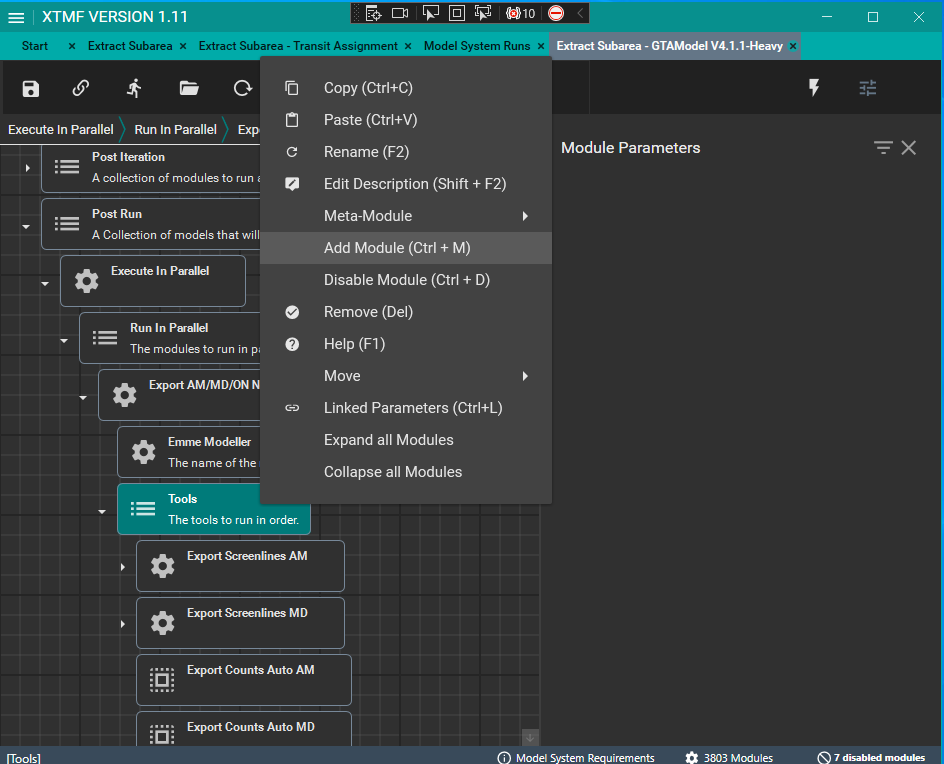 XTMF VERSION 1.11
10
Start × Extract Subarea × Extract Subarea - Transit Assignment × Model System Runs × Extract Subarea - GTAModel V4.1.1-Heavy ×
Execute In Parallel Run In Parallel Exp
Module Parameters
Post Iteration
A collection of modules to run a
Post Run
A Collection of models that will
Execute In Parallel
Run In Parallel
The modules to run in pa
Export AM/MD/ON N
Emme Modeller
The name of the
Tools
The tools to run in order.
Export Screenlines AM
Export Screenlines MD
Export Counts Auto AM
Export Counts Auto MD
Copy (Ctrl+C)
Paste (Ctrl+V)
Rename (F2)
Edit Description (Shift + F2)
Meta-Module
Add Module (Ctrl + M)
Disable Module (Ctrl + D)
Remove (Del)
Help (F1)
Move
Linked Parameters (Ctrl+L)
Expand all Modules
Collapse all Modules
[Tools] Model System Requirements 3803 Modules 7 disabled modules